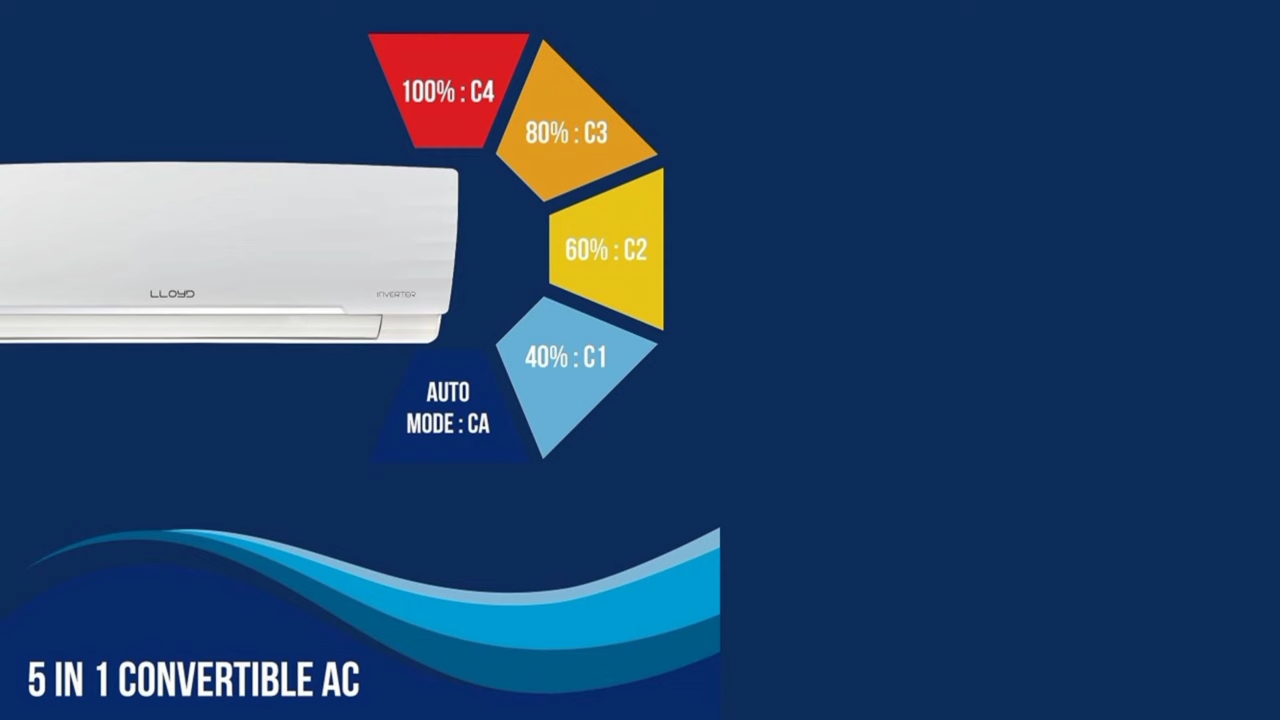 100% : C4
80% : C3
60% : C2
LLOYD
INVERTER
40% : C1
AUTO
MODE : CA
5 IN 1 CONVERTIBLE AC